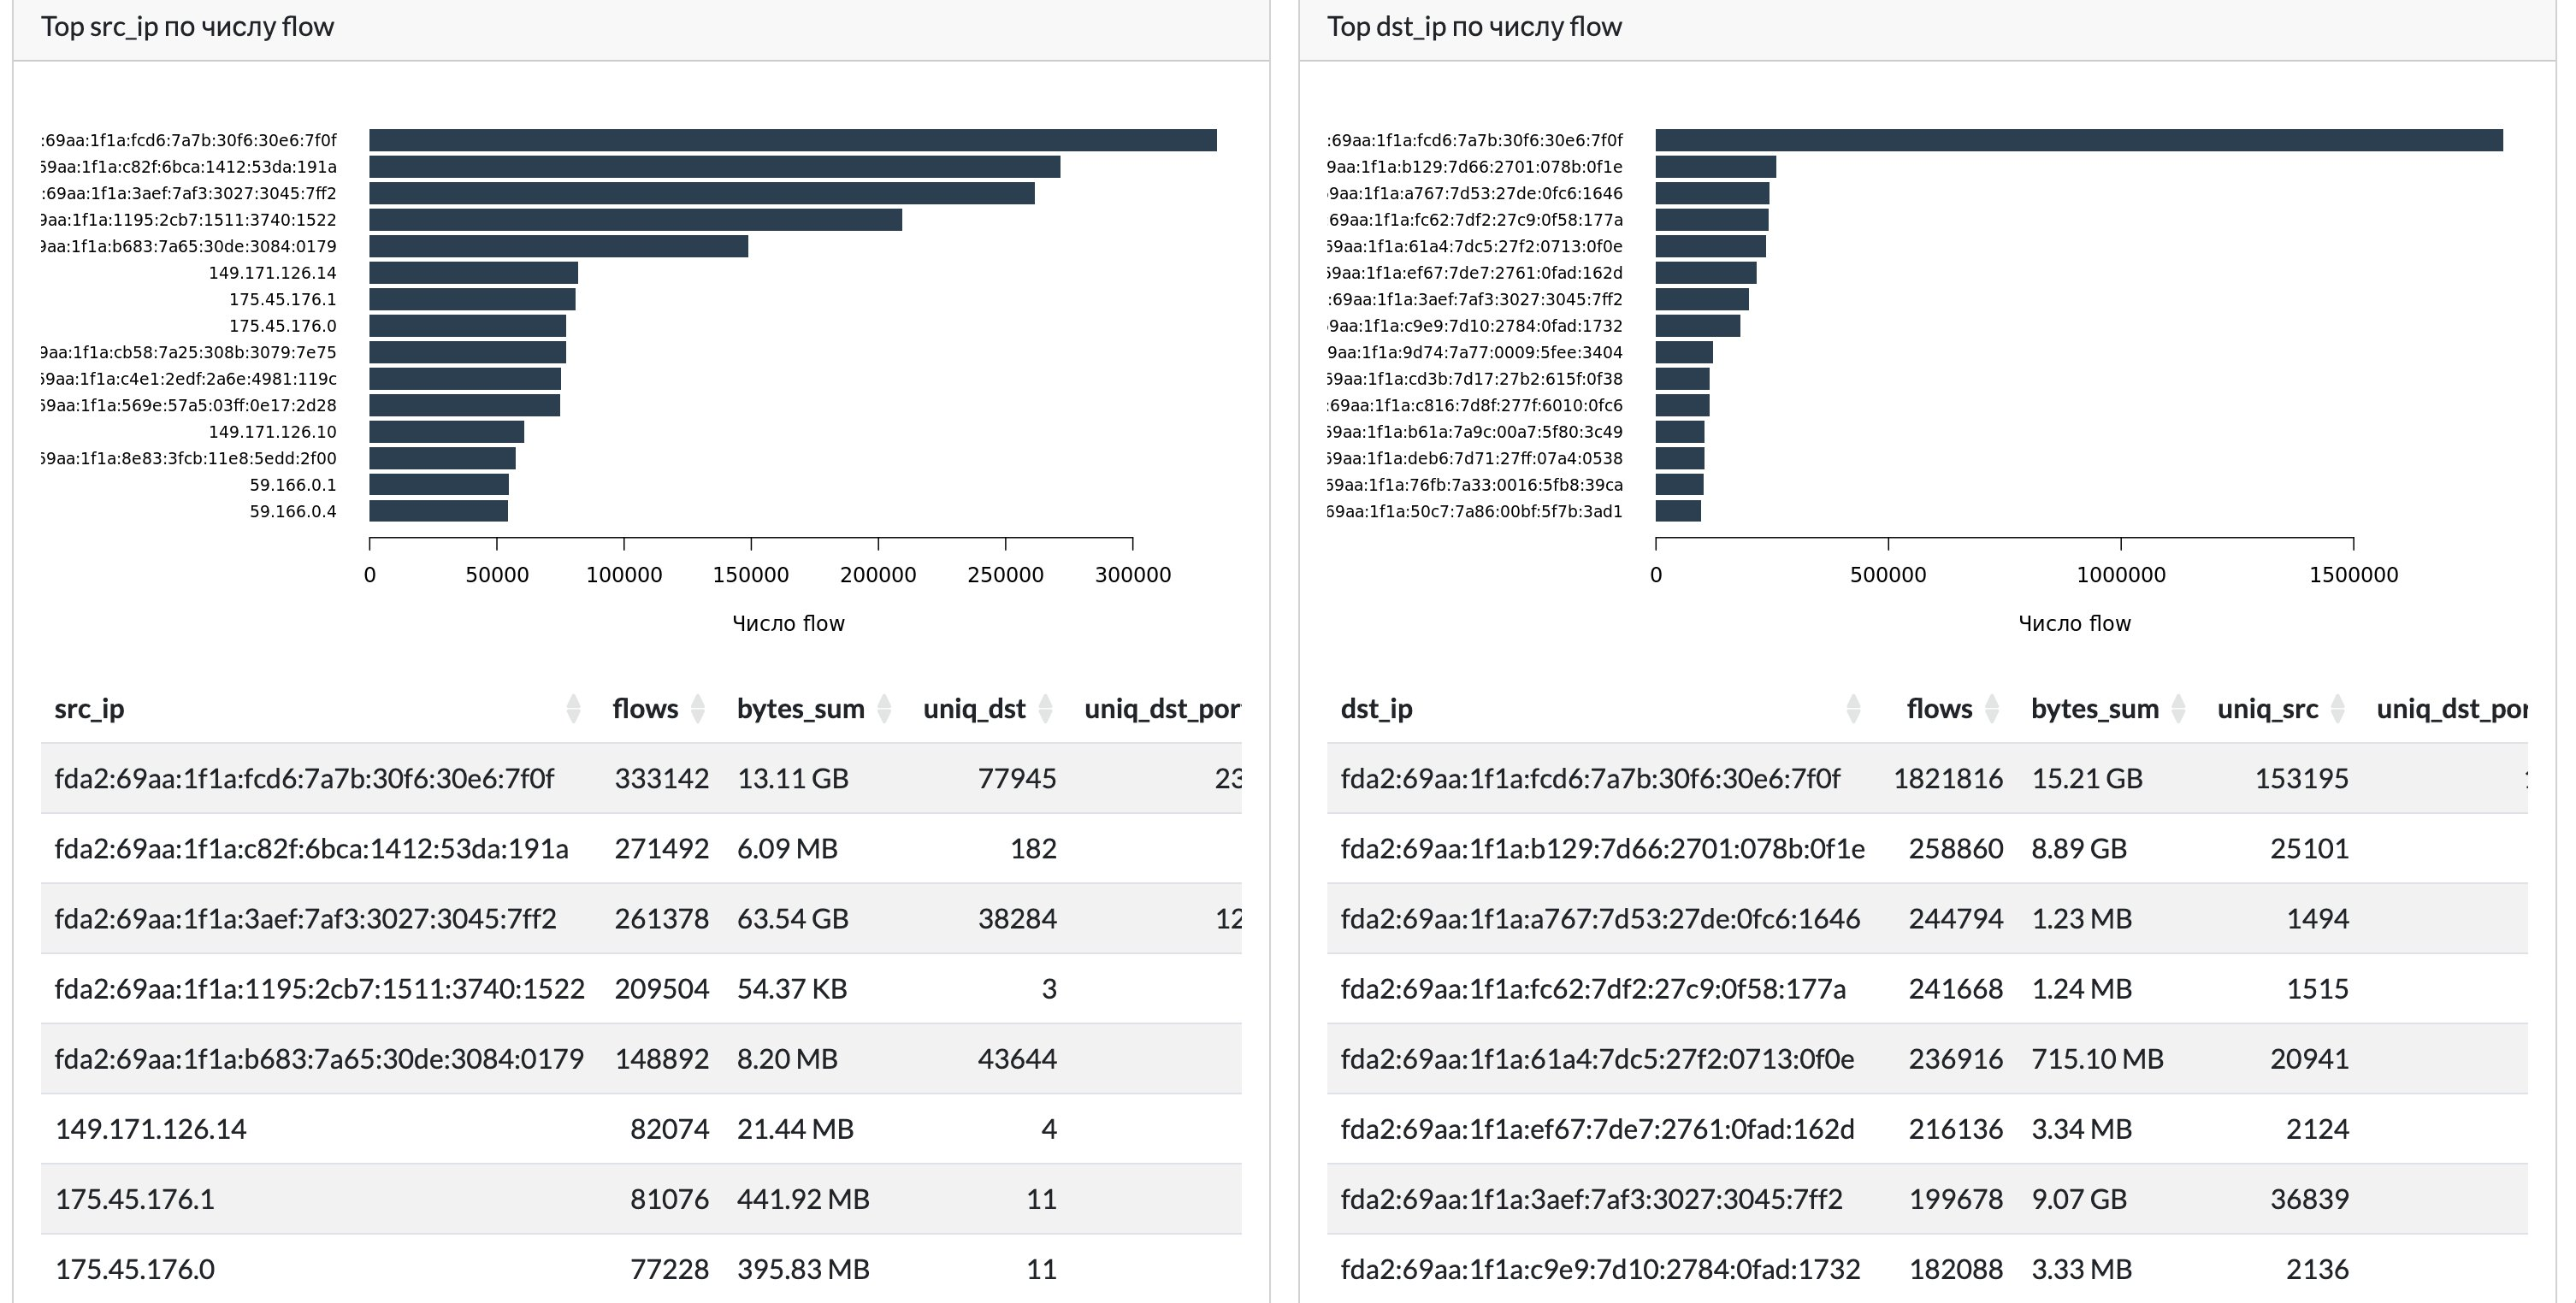 Top src_ip по числу flow
:69aa:1f1a:fcd6:7a7b:30f6:30e6:7f0f
69aa:1f1a:c82f:6bca:1412:53da:191a
:69aa:1f1a:3aef:7af3:3027:3045:7ff2
9aa:1f1a:1195:2cb7:1511:3740:1522
9aa:1f1a:b683:7a65:30de:3084:0179
149.171.126.14
175.45.176.1
175.45.176.0
9aa:1f1a:cb58:7a25:308b:3079:7e75
69aa:1f1a:c4e1:2edf:2a6e:4981:119c
69aa:1f1a:569e:57a5:03ff:0e17:2d28
149.171.126.10
69aa:1f1a:8e83:3fcb:11e8:5edd:2f00
59.166.0.1
59.166.0.4
0 50000 100000 150000 200000 250000 300000
Число flow
src_ip flows bytes_sum uniq_dst uniq_dst_por
fda2:69aa:1f1a:fcd6:7a7b:30f6:30e6:7f0f 333142 13.11 GB 77945 23
fda2:69aa:1f1a:c82f:6bca:1412:53da:191a 271492 6.09 MB 182
fda2:69aa:1f1a:3aef:7af3:3027:3045:7ff2 261378 63.54 GB 38284 12
fda2:69aa:1f1a:1195:2cb7:1511:3740:1522 209504 54.37 KB 3
fda2:69aa:1f1a:b683:7a65:30de:3084:0179 148892 8.20 MB 43644
149.171.126.14 82074 21.44 MB 4
175.45.176.1 81076 441.92 MB 11
175.45.176.0 77228 395.83 MB 11
Top dst_ip по числу flow
:69aa:1f1a:fcd6:7a7b:30f6:30e6:7f0f
9aa:1f1a:b129:7d66:2701:078b:0f1e
9aa:1f1a:a767:7d53:27de:0fc6:1646
69aa:1f1a:fc62:7df2:27c9:0f58:177a
69aa:1f1a:61a4:7dc5:27f2:0713:0f0e
69aa:1f1a:ef67:7de7:2761:0fad:162d
:69aa:1f1a:3aef:7af3:3027:3045:7ff2
9aa:1f1a:c9e9:7d10:2784:0fad:1732
9aa:1f1a:9d74:7a77:0009:5fee:3404
69aa:1f1a:cd3b:7d17:27b2:615f:0f38
:69aa:1f1a:c816:7d8f:277f:6010:0fc6
69aa:1f1a:b61a:7a9c:00a7:5f80:3c49
69aa:1f1a:deb6:7d71:27ff:07a4:0538
69aa:1f1a:76fb:7a33:0016:5fb8:39ca
69aa:1f1a:50c7:7a86:00bf:5f7b:3ad1
0 500000 1000000 1500000
Число flow
dst_ip flows bytes_sum uniq_src uniq_dst_por
fda2:69aa:1f1a:fcd6:7a7b:30f6:30e6:7f0f 1821816 15.21 GB 153195
fda2:69aa:1f1a:b129:7d66:2701:078b:0f1e 258860 8.89 GB 25101
fda2:69aa:1f1a:a767:7d53:27de:0fc6:1646 244794 1.23 MB 1494
fda2:69aa:1f1a:fc62:7df2:27c9:0f58:177a 241668 1.24 MB 1515
fda2:69aa:1f1a:61a4:7dc5:27f2:0713:0f0e 236916 715.10 MB 20941
fda2:69aa:1f1a:ef67:7de7:2761:0fad:162d 216136 3.34 MB 2124
fda2:69aa:1f1a:3aef:7af3:3027:3045:7ff2 199678 9.07 GB 36839
fda2:69aa:1f1a:c9e9:7d10:2784:0fad:1732 182088 3.33 MB 2136